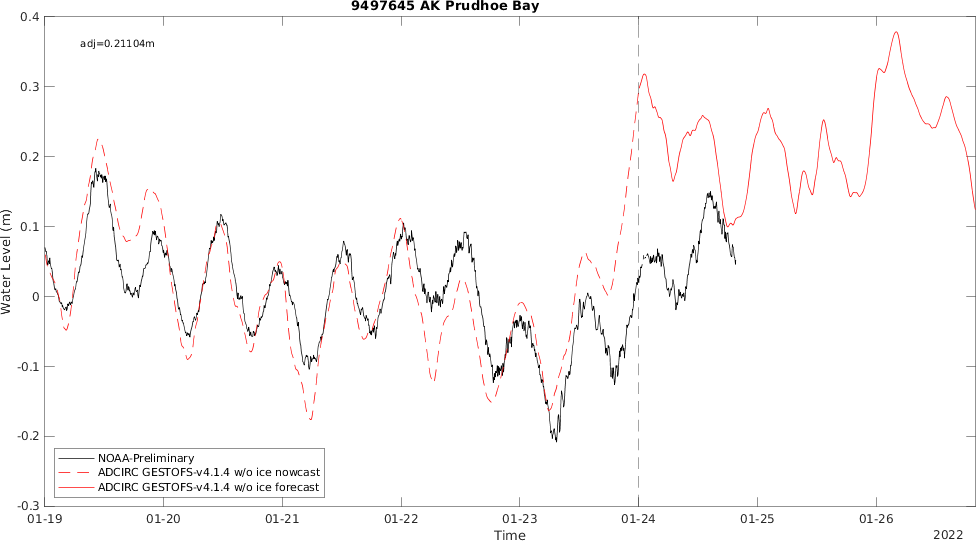 9497645 AK Prudhoe Bay
adj=0.21104m
Water Level (m)
0.4
0.3
0.2
0.1
0
-0.1
-0.2
-0.3
NOAA-Preliminary
ADCIRC GESTOFS-v4.1.4 w/o ice nowcast
ADCIRC GESTOFS-v4.1.4 w/o ice forecast
01-19 01-20 01-21 01-22 01-23 01-24 01-25 01-26
Time
2022